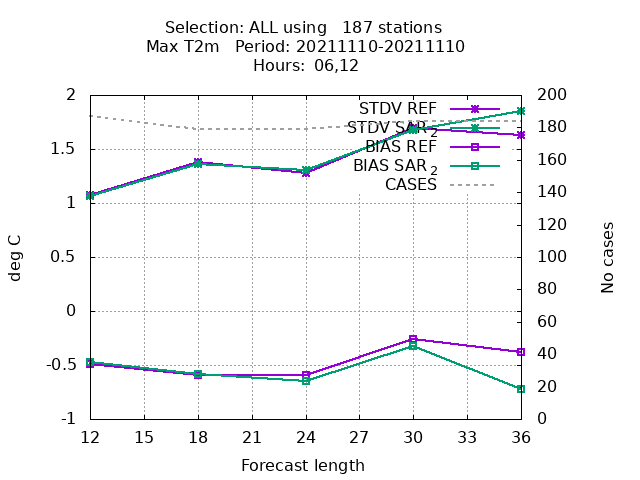 Selection: ALL using   187 stations
Max T2m   Period: 20211110-20211110
Hours: 06,12
STDV REF
STDV SAR 2
BIAS REF
BIAS SAR 2
CASES
2
1.5
1
0.5
0
-0.5
-1
200
180
160
140
120
100
80
60
40
20
0
deg C
No cases
12 15 18 21 24 27 30 33 36
Forecast length